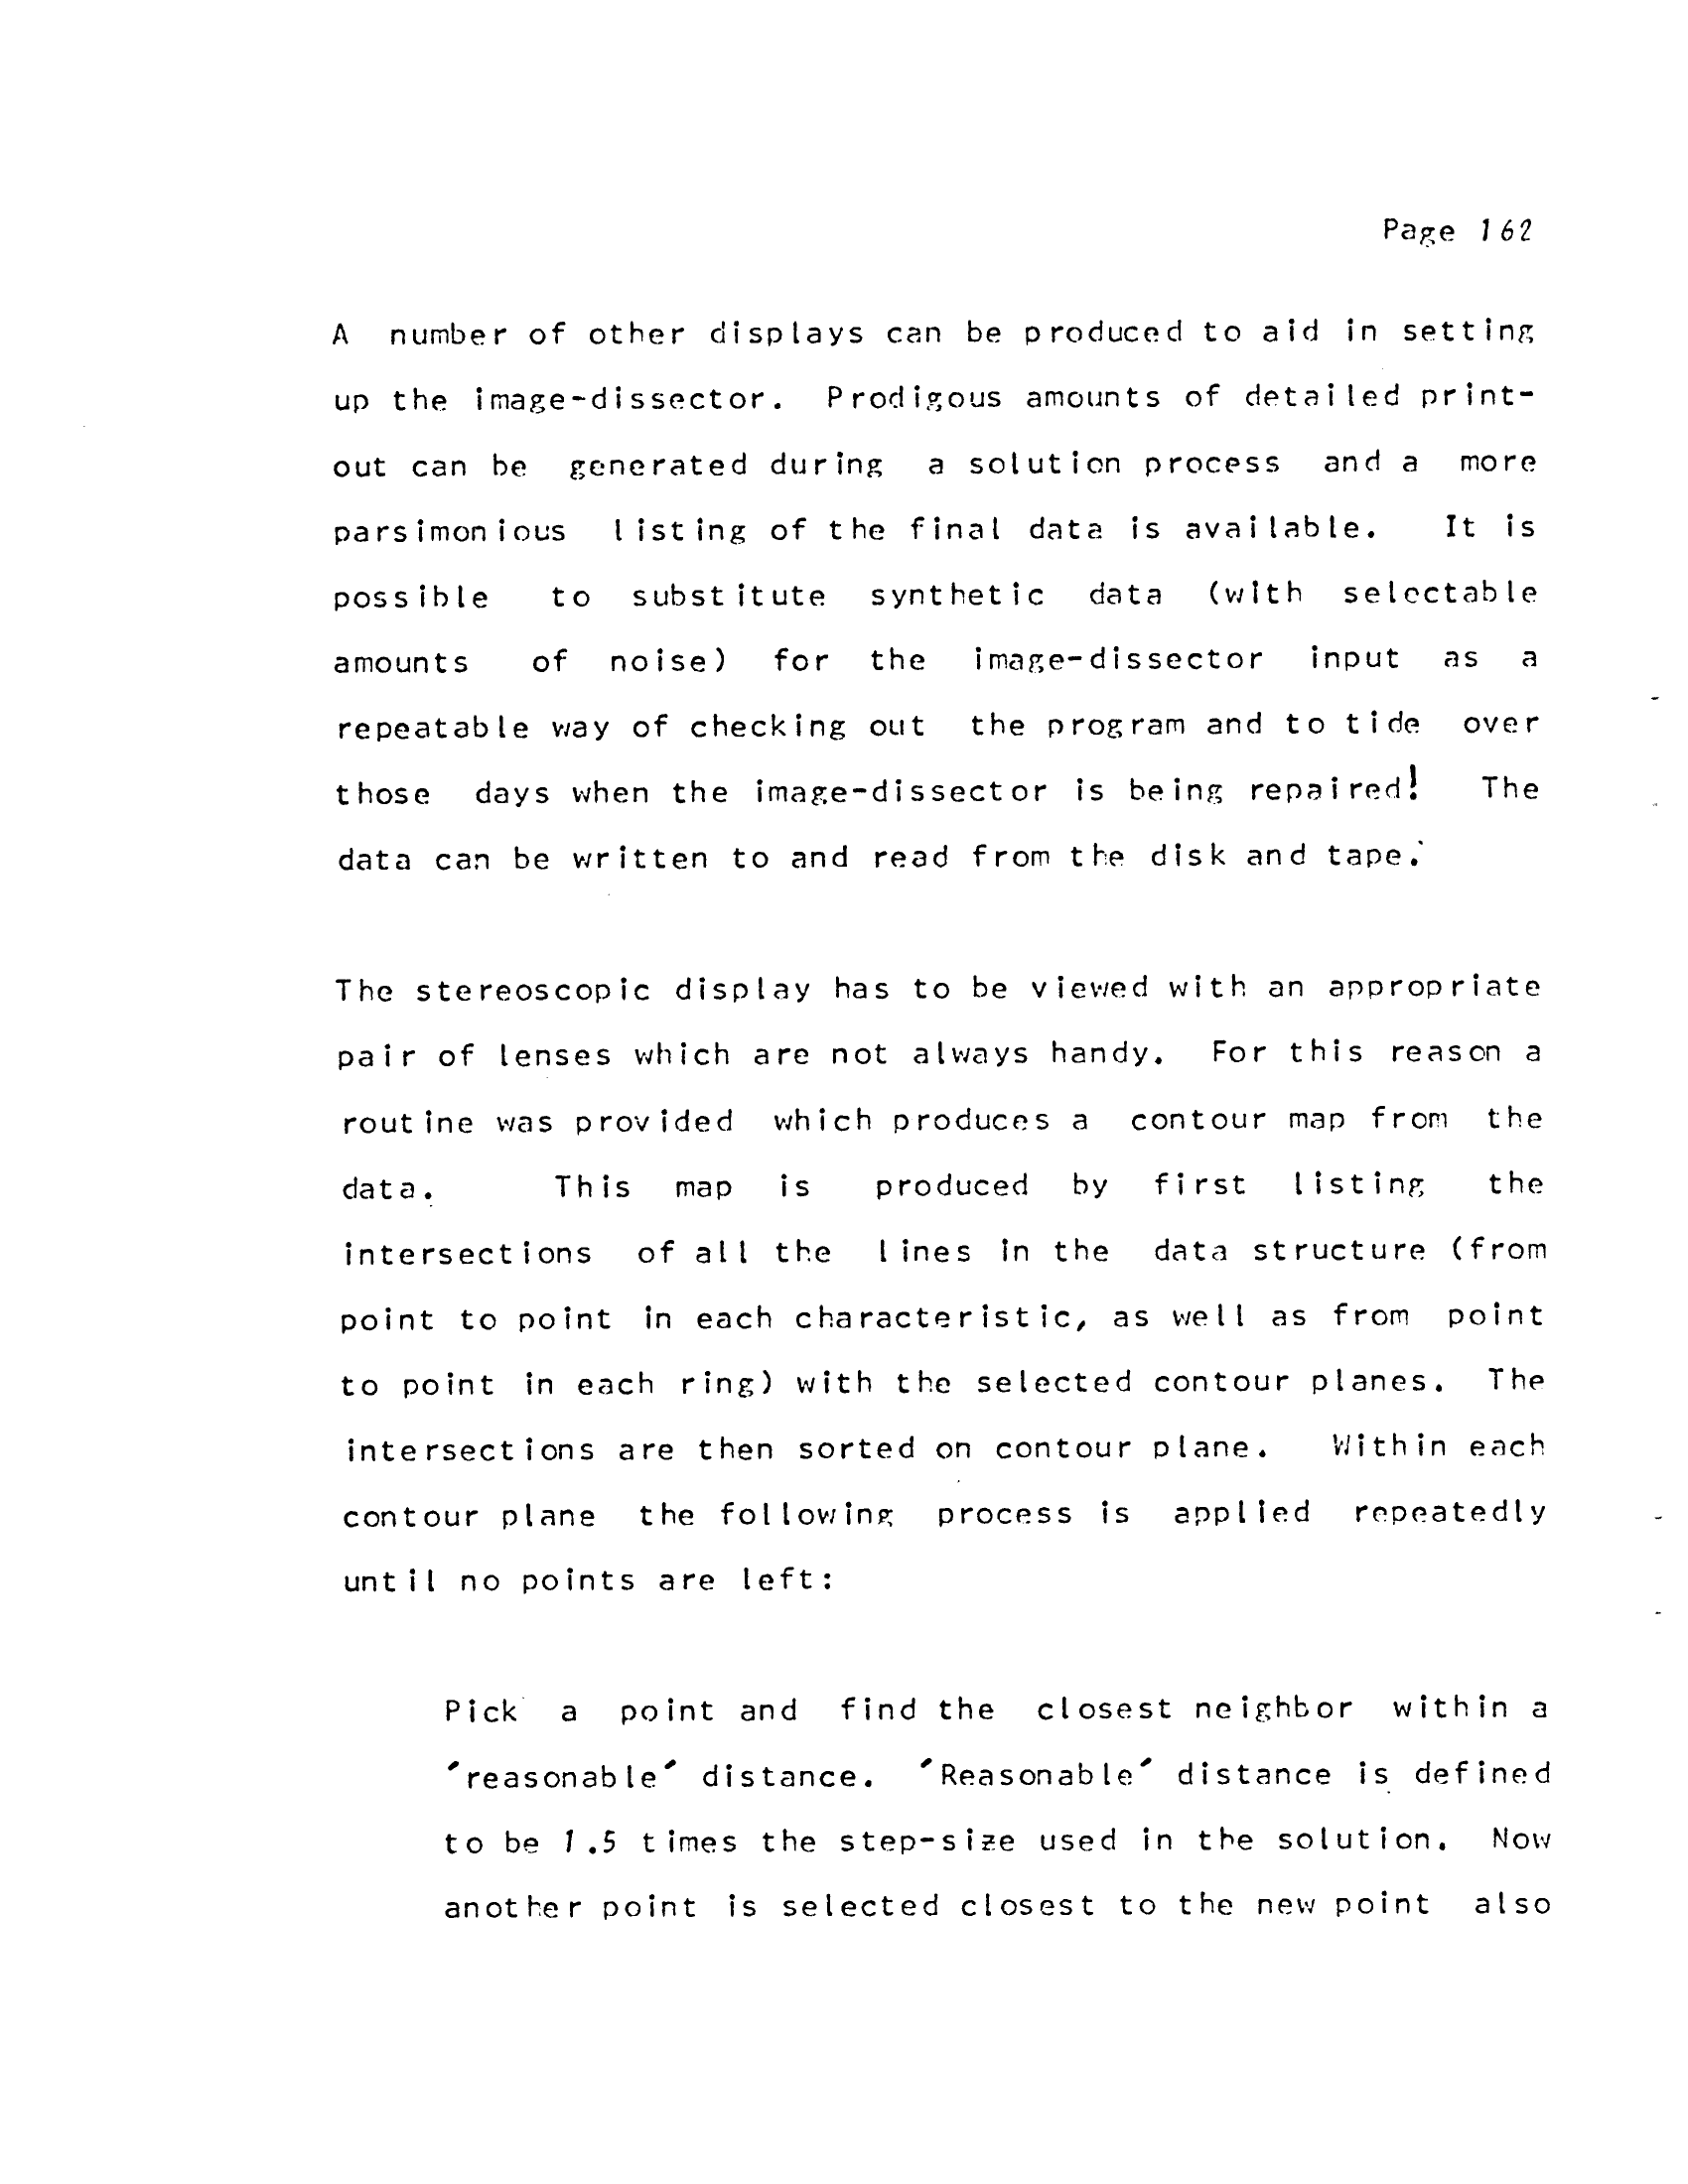 Page 162
A number of other displays can be produced to aid in setting
up the image-dissector. Prodigous amounts of detailed print-
out can be generated during a solution process and a more
parsimonious listing of the final data is available. It is
possible to substitute synthetic data (with selectable
amounts of noise) for the image-dissector input as a
repeatable way of checking out the program and to tide over
those days when the image-dissector is being repaired! The
data can be written to and read from the disk and tape.
The stereoscopic display has to be viewed with an appropriate
pair of lenses which are not always handy. For this reason a
routine was provided which produces a contour map from the
data. This map is produced by first listing the
intersections of all the lines in the data structure (from
point to point in each characteristic, as well as from point
to point in each ring) with the selected contour planes. The
intersections are then sorted on contour plane. Within each
contour plane the following process is applied repeatedly
until no points are left:
Pick a point and find the closest neighbor within a
'reasonable' distance. 'Reasonable' distance is defined
to be 1.5 times the step-size used in the solution. Now
another point is selected closest to the new point also